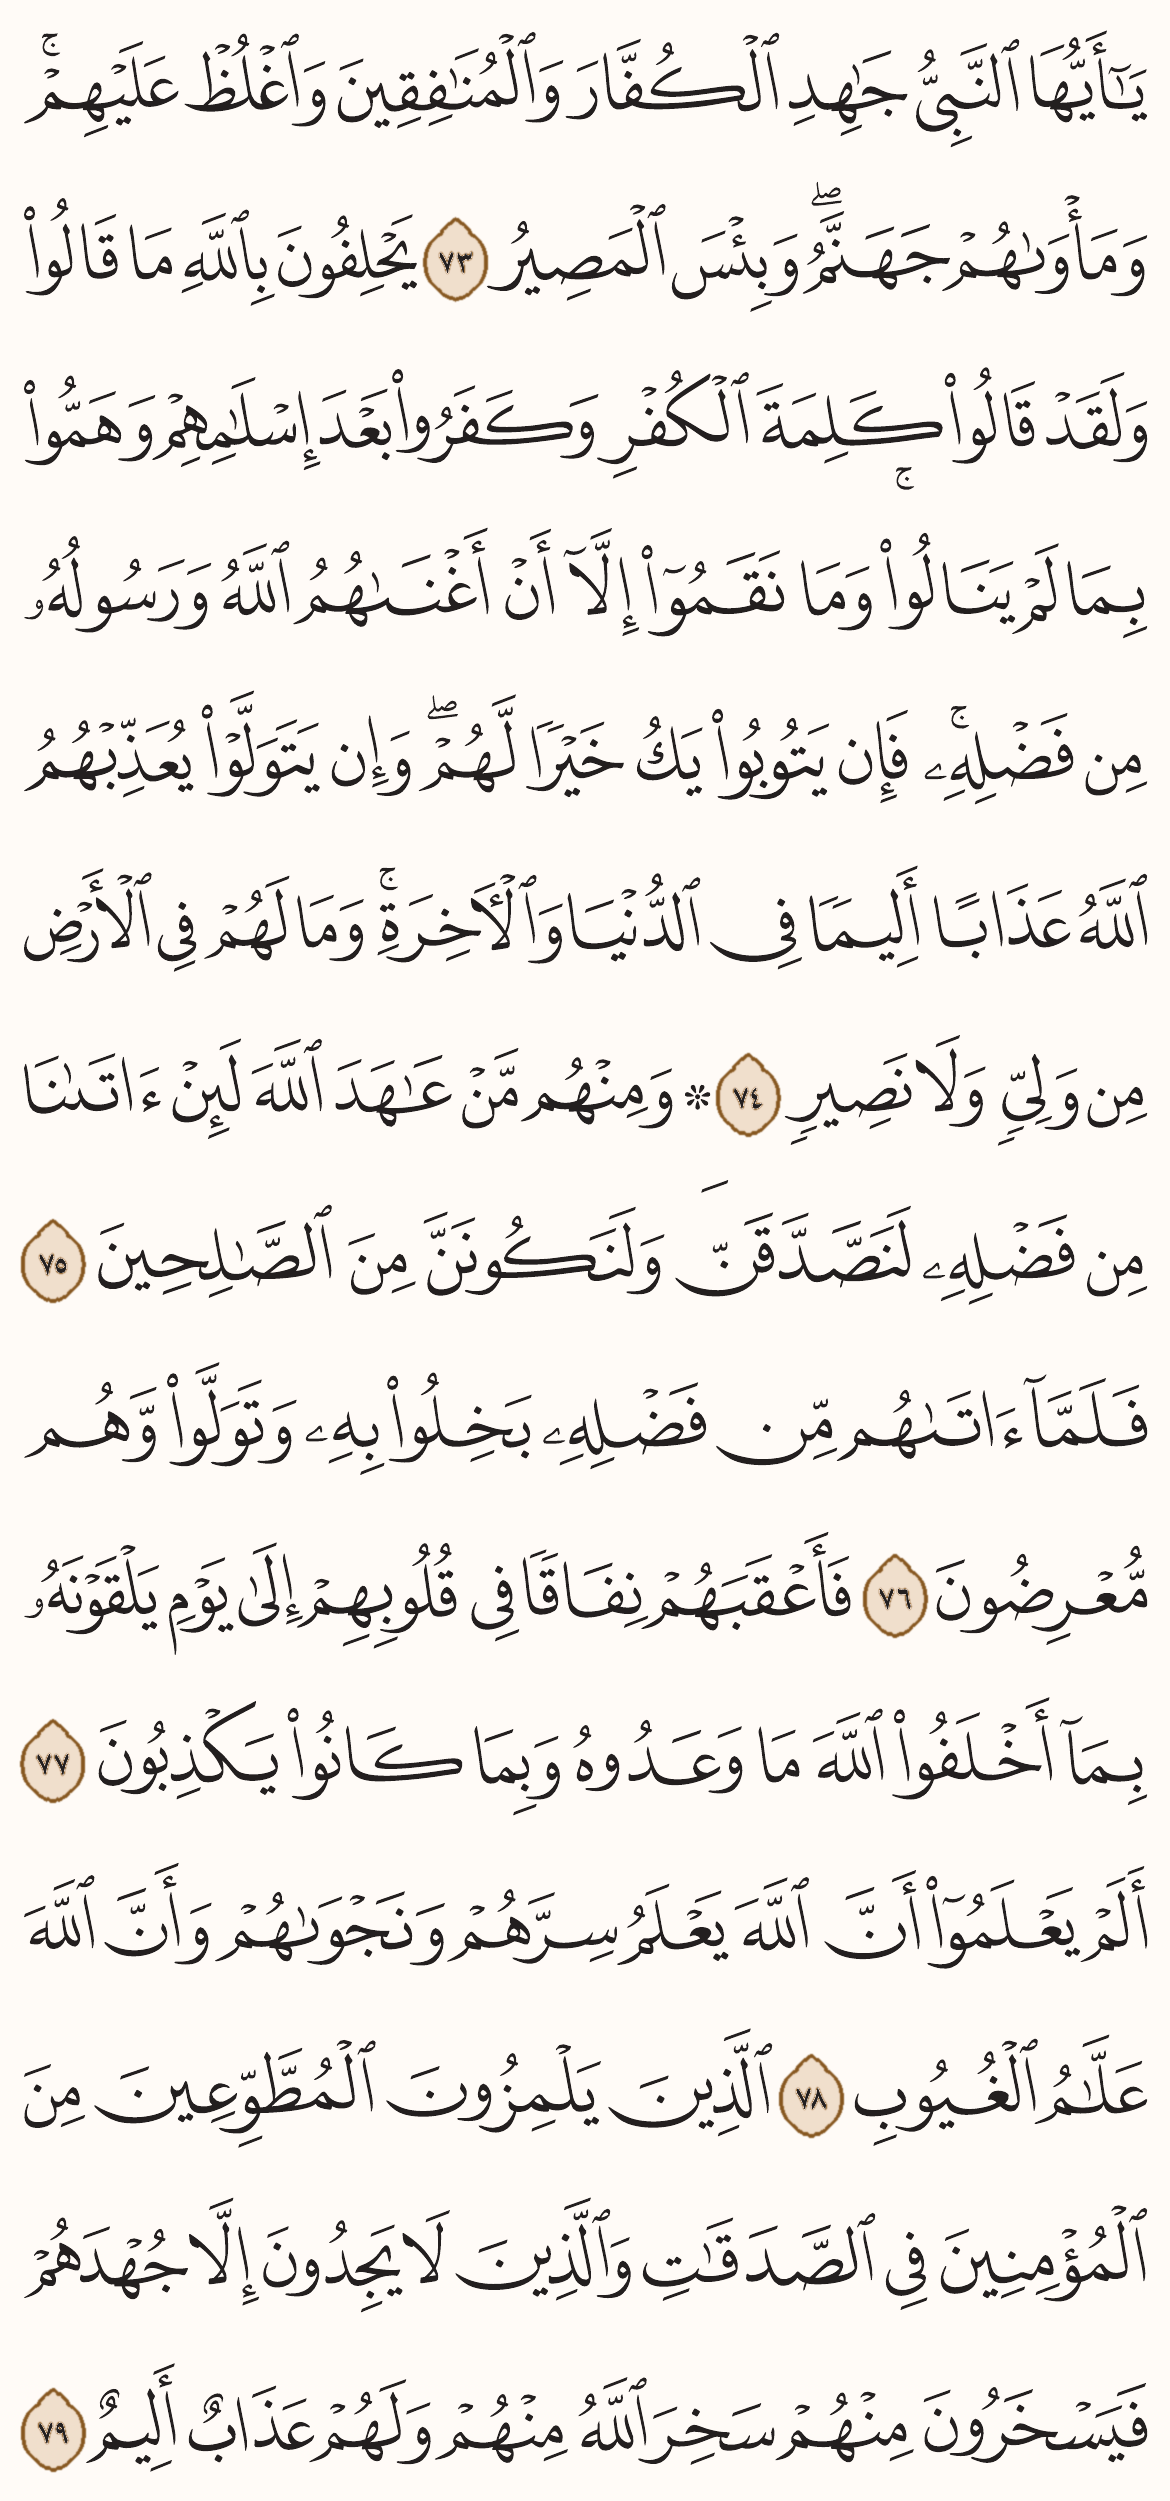 يَـٰٓأَيُّهَا ٱلنَّبِىُّ جَـٰهِدِ ٱلْكُفَّارَ وَٱلْمُنَـٰفِقِينَ وَٱغْلُظْ عَلَيْهِمْ ۚ
وَمَأْوَىٰهُمْ جَهَنَّمُ ۖ وَبِئْسَ ٱلْمَصِيرُ ٧٣ يَحْلِفُونَ بِٱللَّهِ مَا قَالُوا۟
وَلَقَدْ قَالُوا۟ كَلِمَةَ ٱلْكُفْرِ وَكَفَرُوا۟ بَعْدَ إِسْلَـٰمِهِمْ وَهَمُّوا۟
بِمَا لَمْ يَنَالُوا۟ ۚ وَمَا نَقَمُوٓا۟ إِلَّآ أَنْ أَغْنَىٰهُمُ ٱللَّهُ وَرَسُولُهُۥ
مِن فَضْلِهِۦ ۚ فَإِن يَتُوبُوا۟ يَكُ خَيْرًا لَّهُمْ ۖ وَإِن يَتَوَلَّوْا۟ يُعَذِّبْهُمُ
ٱللَّهُ عَذَابًا أَلِيمًا فِى ٱلدُّنْيَا وَٱلْـَٔاخِرَةِ ۚ وَمَا لَهُمْ فِى ٱلْأَرْضِ
مِن وَلِىٍّ وَلَا نَصِيرٍ ٧٤ ۞ وَمِنْهُم مَّنْ عَـٰهَدَ ٱللَّهَ لَئِنْ ءَاتَىٰنَا
مِن فَضْلِهِۦ لَنَصَّدَّقَنَّ وَلَنَكُونَنَّ مِنَ ٱلصَّـٰلِحِينَ ٧٥
فَلَمَّآ ءَاتَىٰهُم مِّن فَضْلِهِۦ بَخِلُوا۟ بِهِۦ وَتَوَلَّوا۟ وَّهُم
مُّعْرِضُونَ ٧٦ فَأَعْقَبَهُمْ نِفَاقًا فِى قُلُوبِهِمْ إِلَىٰ يَوْمِ يَلْقَوْنَهُۥ
بِمَآ أَخْلَفُوا۟ ٱللَّهَ مَا وَعَدُوهُ وَبِمَا كَانُوا۟ يَكْذِبُونَ ٧٧
أَلَمْ يَعْلَمُوٓا۟ أَنَّ ٱللَّهَ يَعْلَمُ سِرَّهُمْ وَنَجْوَىٰهُمْ وَأَنَّ ٱللَّهَ
عَلَّـٰمُ ٱلْغُيُوبِ ٧٨ ٱلَّذِينَ يَلْمِزُونَ ٱلْمُطَّوِّعِينَ مِنَ
ٱلْمُؤْمِنِينَ فِى ٱلصَّدَقَـٰتِ وَٱلَّذِينَ لَا يَجِدُونَ إِلَّا جُهْدَهُمْ
فَيَسْخَرُونَ مِنْهُمْ سَخِرَ ٱللَّهُ مِنْهُمْ وَلَهُمْ عَذَابٌ أَلِيمٌ ٧٩